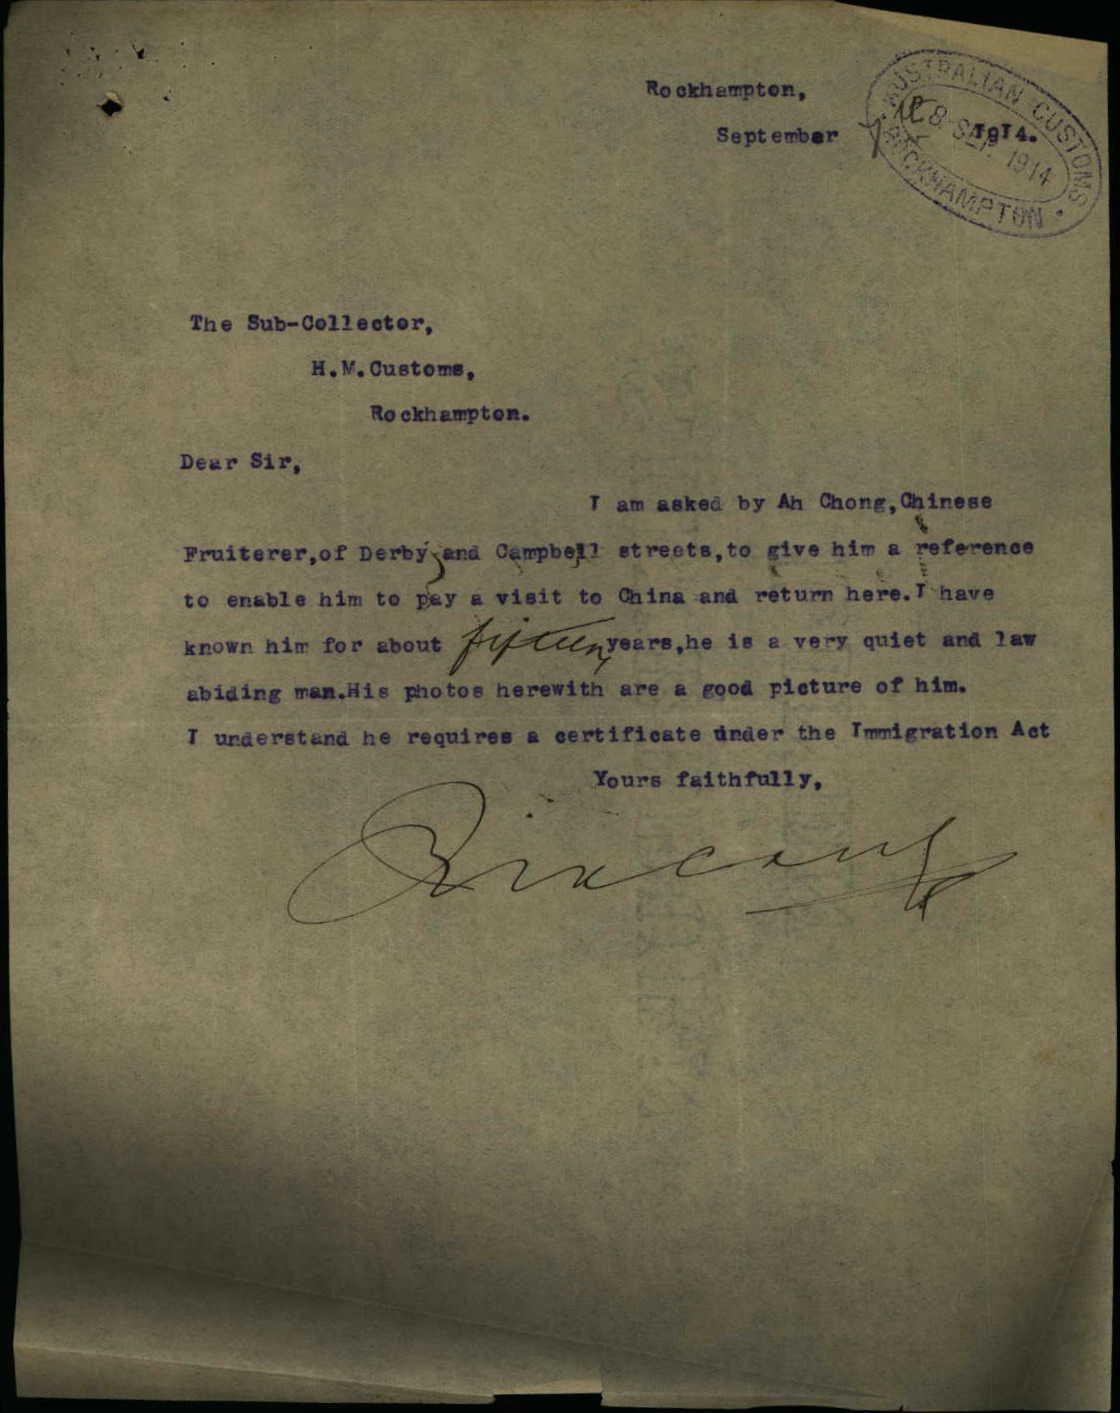 Rockhampton,
September 1914.
AUSTRALIAN CUSTOMS
8 SEP. 1914
ROCKHAMPTON
The Sub-Collector,
H.M.Customs,
Rockhampton.
Dear Sir,
I am asked by Ah Chong,Chinese
Fruiterer,of Derby and Campbell streets,to give him a reference
to enable him to pay a visit to China and return here.I have
known him for about fifteen years,he is a very quiet and law
abiding man.His photos herewith are a good picture of him.
I understand he requires a certificate under the Immigration Act
Yours faithfully,